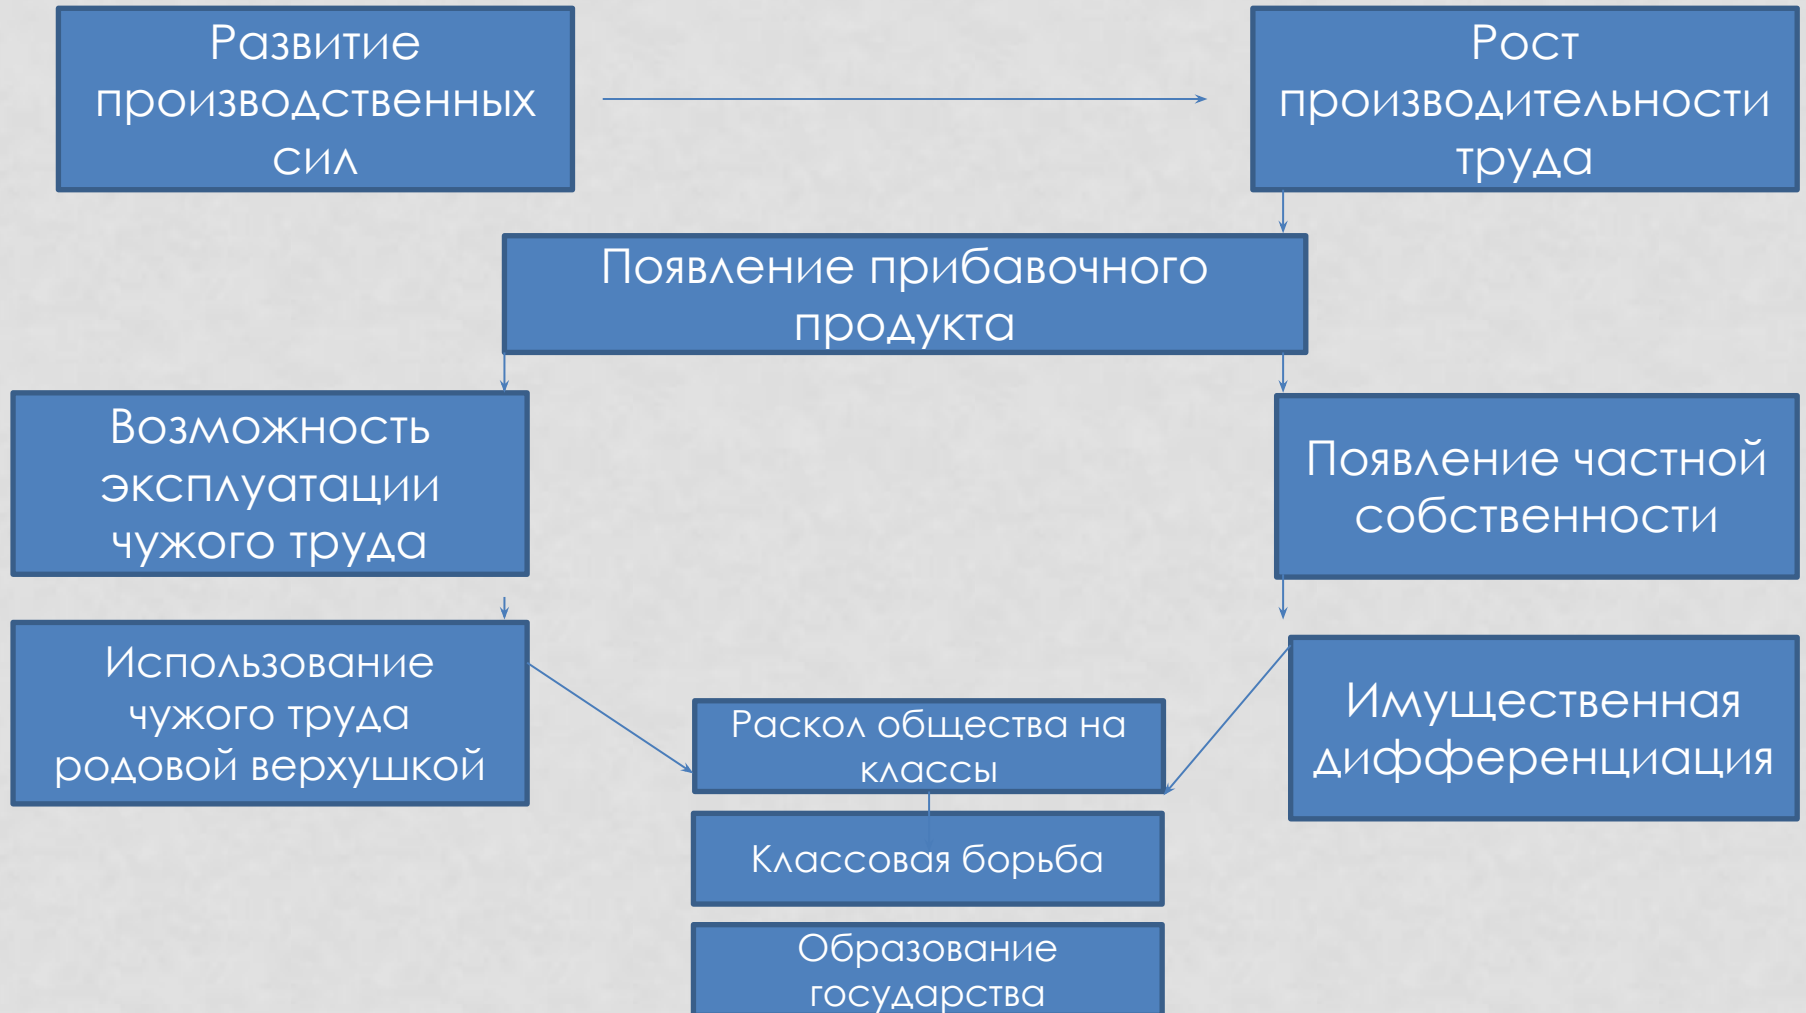 Развитие
производственных
сил
Рост
производительности
труда
Появление прибавочного
продукта
Возможность
эксплуатации
чужого труда
Появление частной
собственности
Использование
чужого труда
родовой верхушкой
Имущественная
дифференциация
Раскол общества на
классы
Классовая борьба
Образование
государства